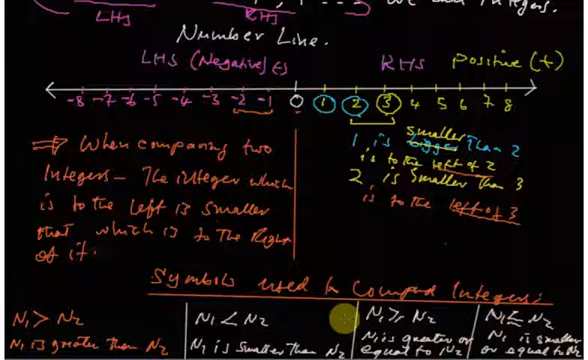 We call Integers.
LHS RHS
Number Line.
LHS (Negative) (-) RHS Positive (+)
-8 -7 -6 -5 -4 -3 -2 -1 0 1 2 3 4 5 6 7 8
⇒ When comparing two
Integers - The integer which
is to the left is smaller
that which is to the Right
of it.
smaller
1, is bigger than 2
is to the left of 2
2, is smaller than 3
is to the left of 3
Symbols used to Compare Integers:
N₁ > N₂
N₁ is greater than N₂
N₁ < N₂
N₁ is smaller than N₂
N₁ ≥ N₂
N₁ is greater or
equal to N₂
N₁ ≤ N₂
N₁ is smaller
or equal to N₂